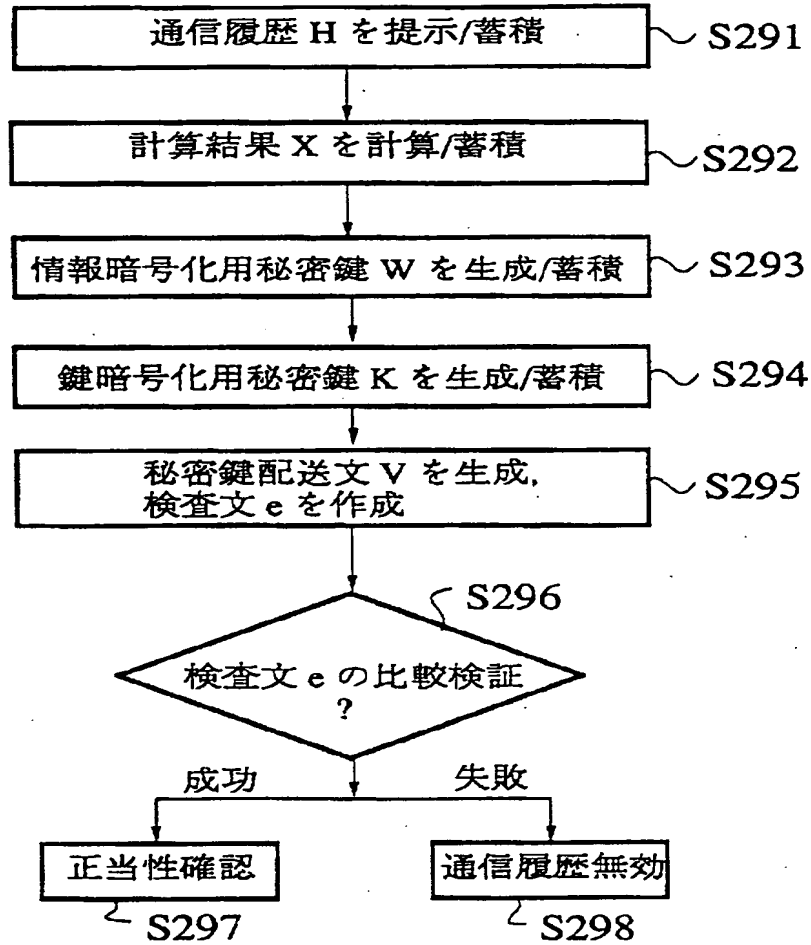 通信履歴 H を提示/蓄積
S291
計算結果 X を計算/蓄積
S292
情報暗号化用秘密鍵 W を生成/蓄積
S293
鍵暗号化用秘密鍵 K を生成/蓄積
S294
秘密鍵配送文 V を生成,
検査文 e を作成
S295
S296
検査文 e の比較検証
?
成功
失敗
正当性確認
通信履歴無効
S297
S298